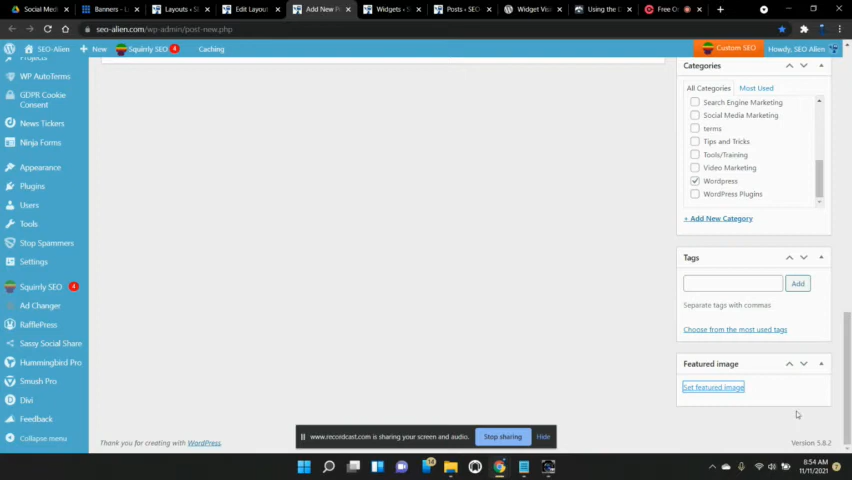 Social Med
Banners - L
Layouts < S
Edit Layou
Add New P
Widgets < S
Posts < SEO
Widget Vis
Using the D
Free C
seo-alien.com/wp-admin/post-new.php
SEO-Alien
New
Squirrly SEO 4
Caching
Custom SEO
Howdy, SEO Alien
Projects
WP AutoTerms
GDPR Cookie
Consent
News Tickers
Ninja Forms
Appearance
Plugins
Users
Tools
Stop Spammers
Settings
Squirrly SEO 4
Ad Changer
RafflePress
Sassy Social Share
Hummingbird Pro
Smush Pro
Divi
Feedback
Collapse menu
Categories
All Categories
Most Used
Search Engine Marketing
Social Media Marketing
terms
Tips and Tricks
Tools/Training
Video Marketing
Wordpress
WordPress Plugins
+ Add New Category
Tags
Add
Separate tags with commas
Choose from the most used tags
Featured image
Set featured image
Thank you for creating with WordPress.
Version 5.8.2
www.recordcast.com is sharing your screen and audio.
Stop sharing
Hide
8:54 AM
11/11/2021